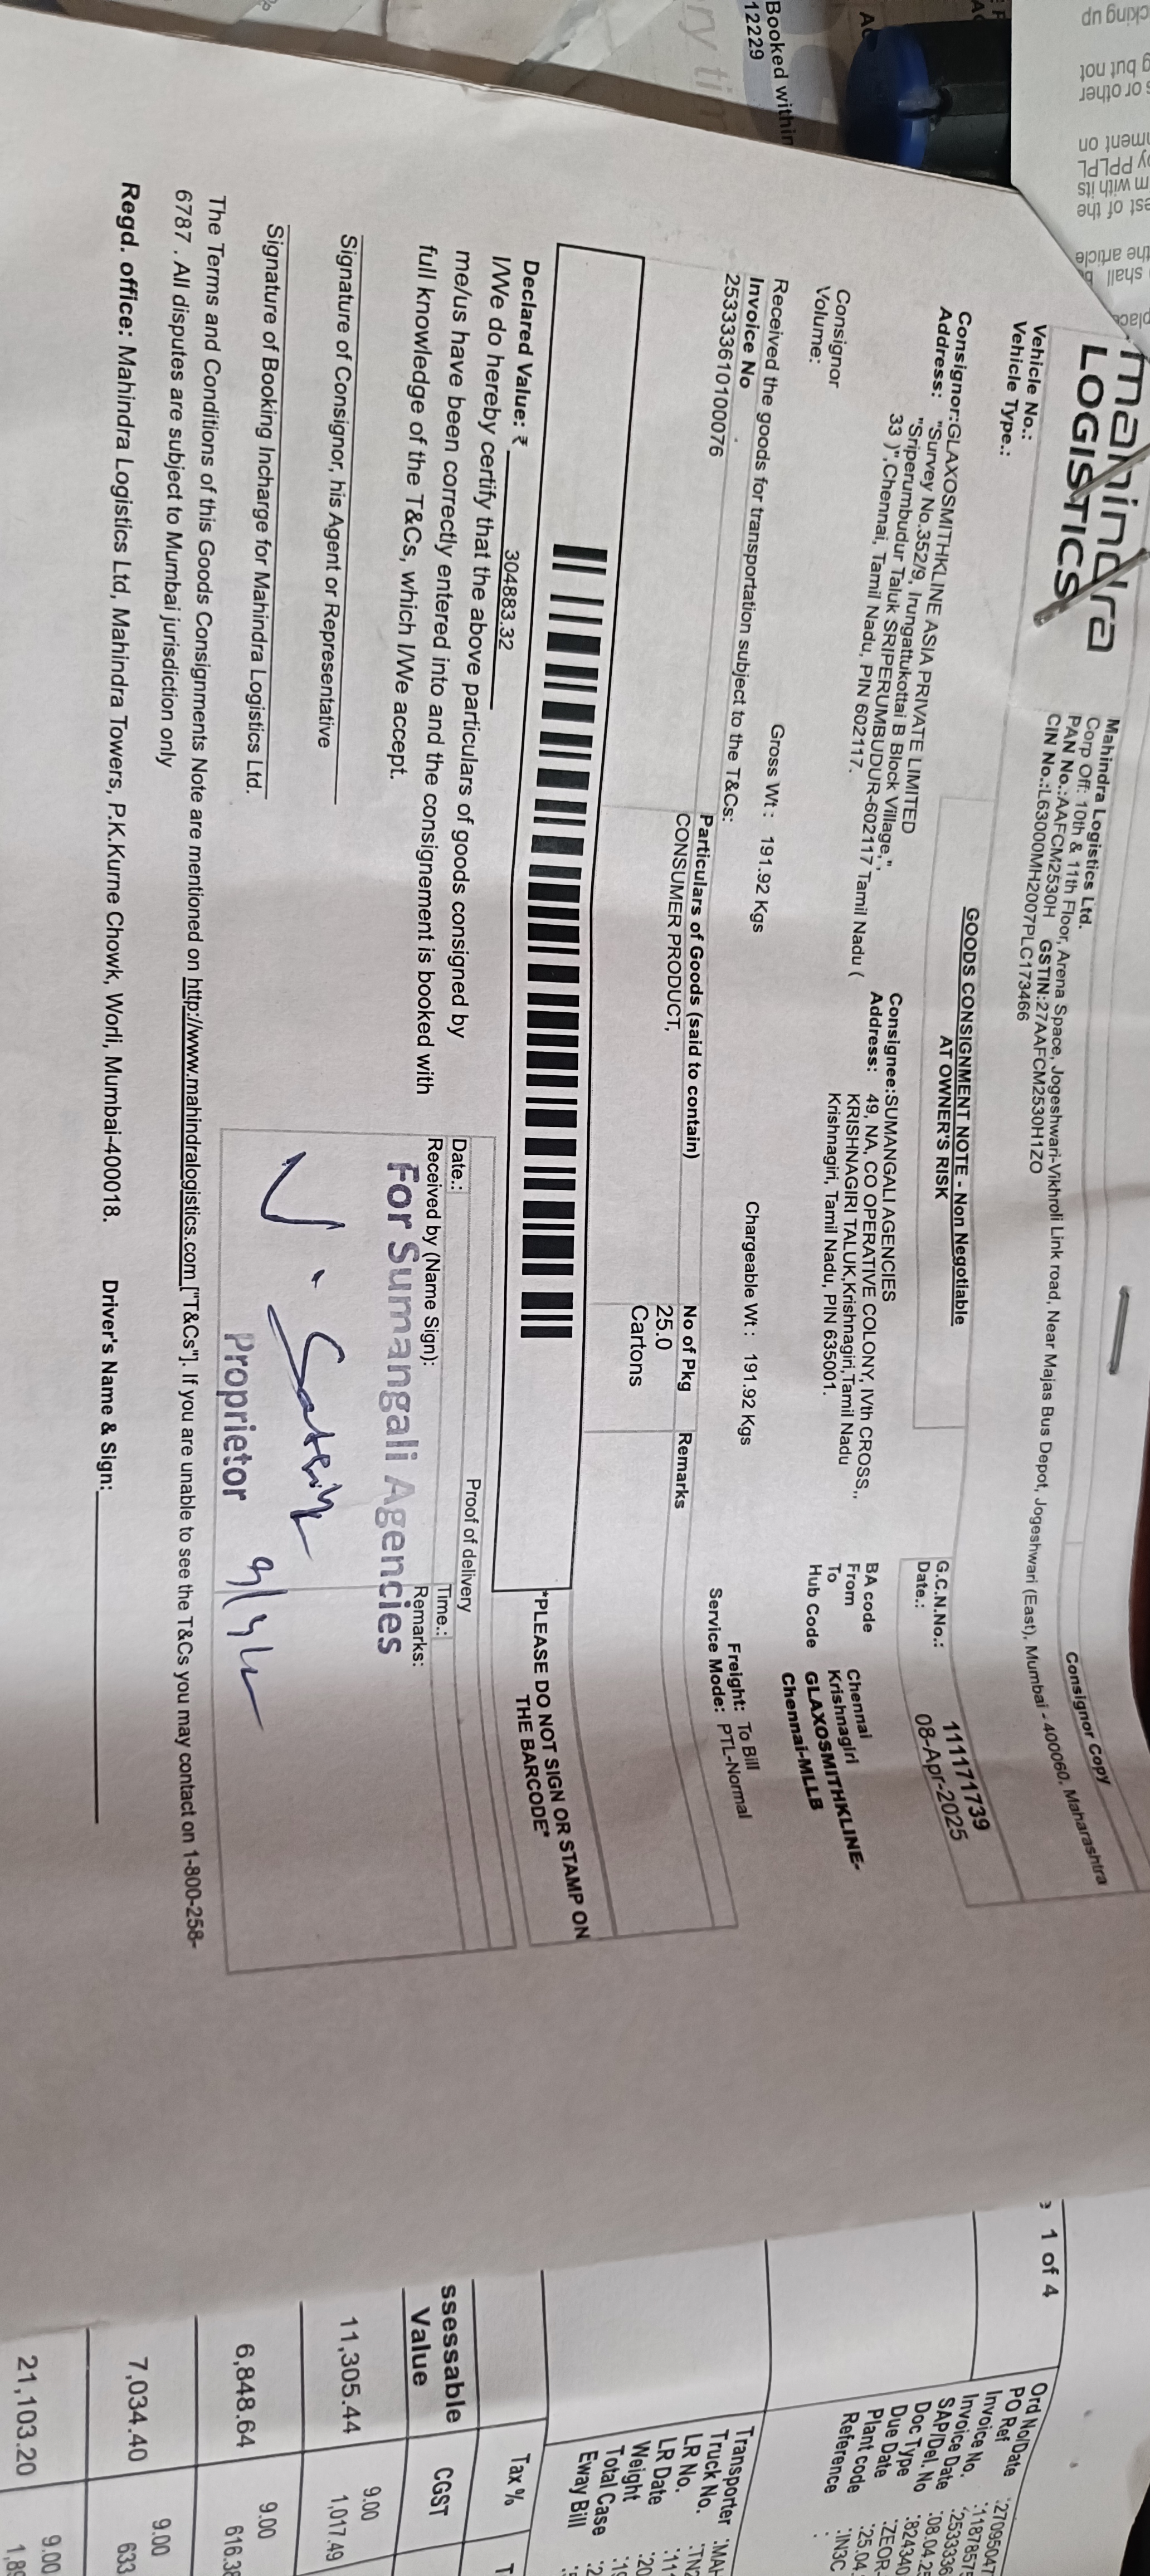 mahindra
LOGISTICS
Mahindra Logistics Ltd.
Corp Off: 10th & 11th Floor, Arena Space, Jogeshwari-Vikhroli Link road, Near Majas Bus Depot, Jogeshwari (East), Mumbai - 400060, Maharashtra
PAN No.:AAFCM2530H GSTIN:27AAFCM2530H1ZO
CIN No.:L63000MH2007PLC173466
Consignor Copy
Vehicle No.:
Vehicle Type.:
GOODS CONSIGNMENT NOTE - Non Negotiable
AT OWNER'S RISK
G.C.N.No.: 111171739
Date.: 08-Apr-2025
Consignor:GLAXOSMITHKLINE ASIA PRIVATE LIMITED
Address: "Survey No.352/9, Irungattukottai B Block Village,",
"Sriperumbudur Taluk SRIPERUMBUDUR-602117 Tamil Nadu (
33 )",Chennai, Tamil Nadu, PIN 602117.
Consignee:SUMANGALI AGENCIES
Address: 49, NA, CO OPERATIVE COLONY, IVth CROSS,,
KRISHNAGIRI TALUK,Krishnagiri,Tamil Nadu
Krishnagiri, Tamil Nadu, PIN 635001.
BA code
From Chennai
To Krishnagiri
Hub Code GLAXOSMITHKLINE-
Chennai-MLLB
Consignor
Volume:
Gross Wt : 191.92 Kgs
Chargeable Wt : 191.92 Kgs
Freight: To Bill
Service Mode: PTL-Normal
Received the goods for transportation subject to the T&Cs:
Invoice No
Particulars of Goods (said to contain)
No of Pkg
Remarks
2533361010​0076
CONSUMER PRODUCT,
25.0
Cartons
*PLEASE DO NOT SIGN OR STAMP ON
THE BARCODE*
Declared Value: ₹ 304883.32
I/We do hereby certify that the above particulars of goods consigned by
me/us have been correctly entered into and the consignement is booked with
full knowledge of the T&Cs, which I/We accept.
Proof of delivery
Date.:
Time.:
Received by (Name Sign):
Remarks:
For Sumangali Agencies
Proprietor
Signature of Consignor, his Agent or Representative
Signature of Booking Incharge for Mahindra Logistics Ltd.
The Terms and Conditions of this Goods Consignments Note are mentioned on http://www.mahindralogistics.com ["T&Cs"]. If you are unable to see the T&Cs you may contact on 1-800-258-
6787 . All disputes are subject to Mumbai jurisdiction only
Regd. office: Mahindra Logistics Ltd, Mahindra Towers, P.K.Kurne Chowk, Worli, Mumbai-400018.
Driver's Name & Sign:
Booked within
12229
1 of 4
Ord No/Date
PO Ref
Invoice No.
Invoice Date
SAP/Del. No
Doc Type
Due Date
Plant code
Reference
Transporter
Truck No.
LR No.
LR Date
Weight
Total Case
Eway Bill
Tax %
ssessable
Value
CGST
11,305.44
9.00
1,017.49
6,848.64
9.00
616.38
7,034.40
9.00
633
21,103.20
9.00